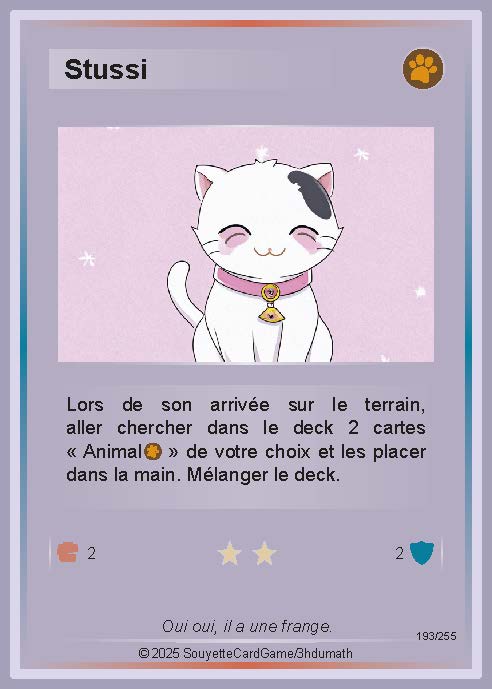 Stussi
Lors de son arrivée sur le terrain,
aller chercher dans le deck 2 cartes
« Animal » de votre choix et les placer
dans la main. Mélanger le deck.
2
2
Oui oui, il a une frange.
193/255
© 2025 SouyetteCardGame/3hdumath